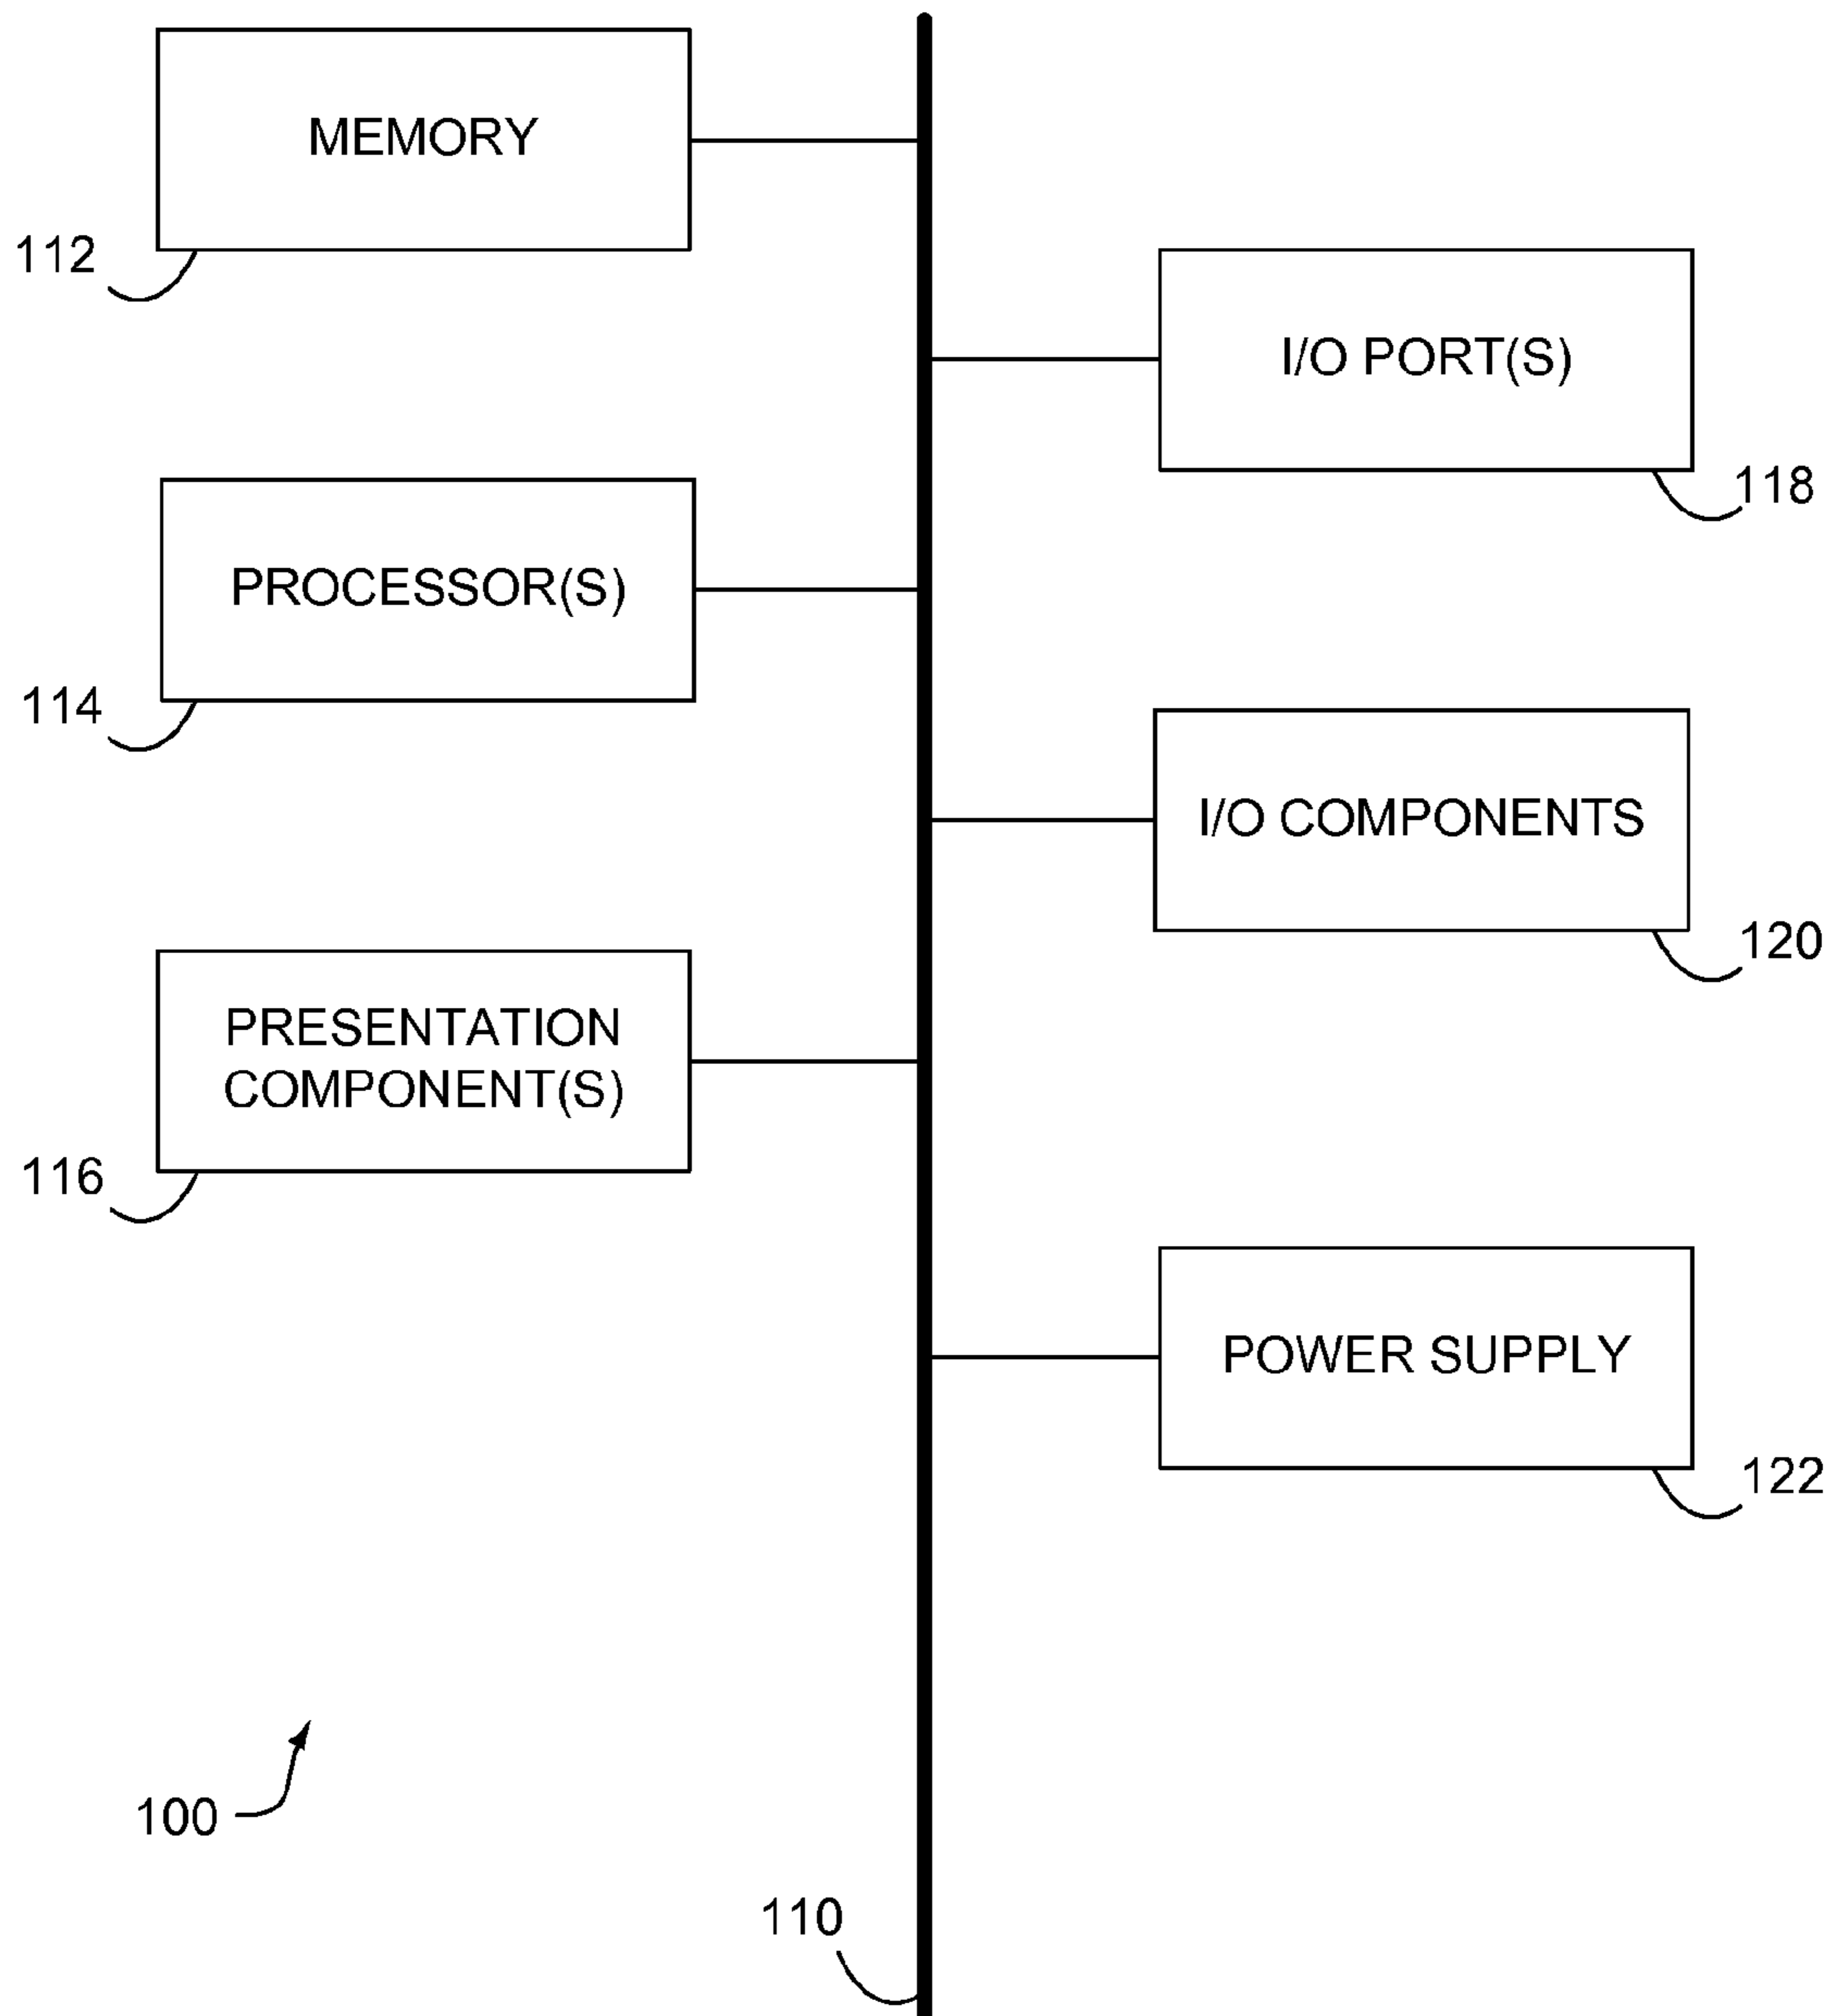 MEMORY
112
I/O PORT(S)
118
PROCESSOR(S)
114
I/O COMPONENTS
120
PRESENTATION
COMPONENT(S)
116
POWER SUPPLY
122
100
110